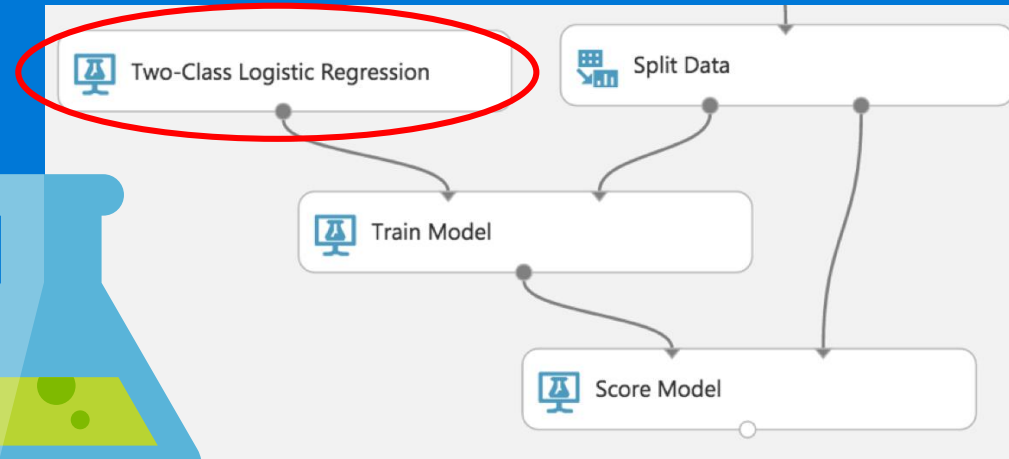 Two-Class Logistic Regression
Split Data
Train Model
Score Model